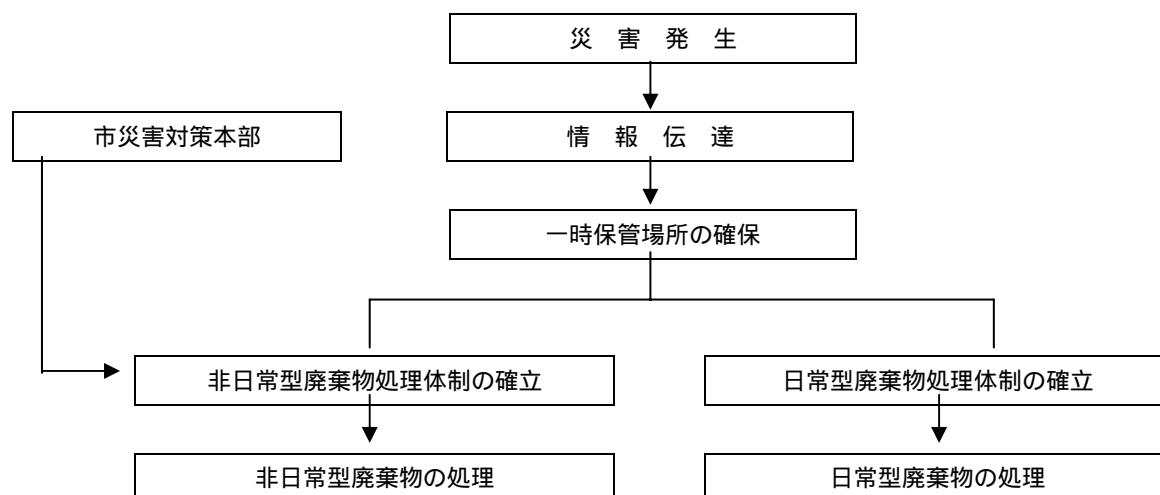 災　害　発　生
市災害対策本部
情　報　伝　達
一時保管場所の確保
非日常型廃棄物処理体制の確立
日常型廃棄物処理体制の確立
非日常型廃棄物の処理
日常型廃棄物の処理